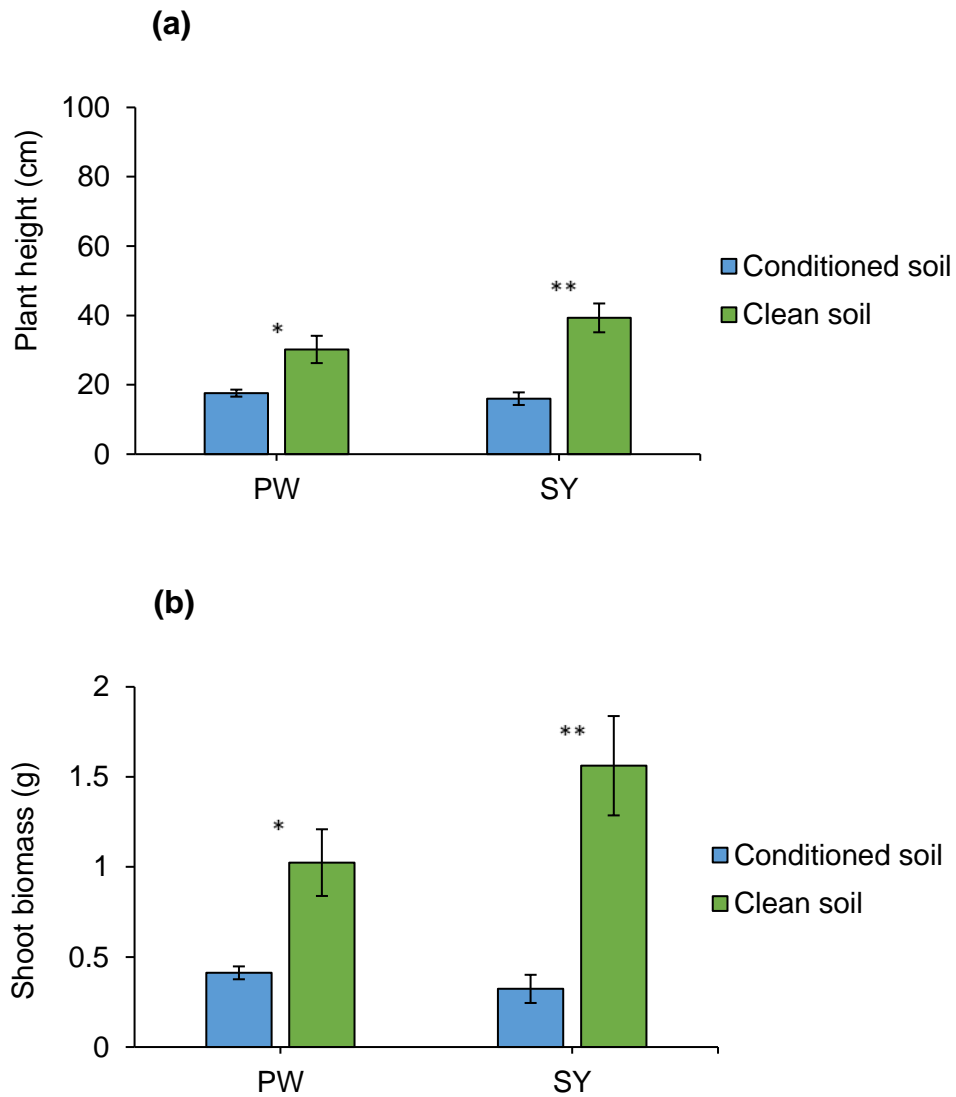 (a)
Plant height (cm)
100
80
60
40
20
0
*
**
PW
SY
Conditioned soil
Clean soil
(b)
Shoot biomass (g)
2
1.5
1
0.5
0
*
**
PW
SY
Conditioned soil
Clean soil